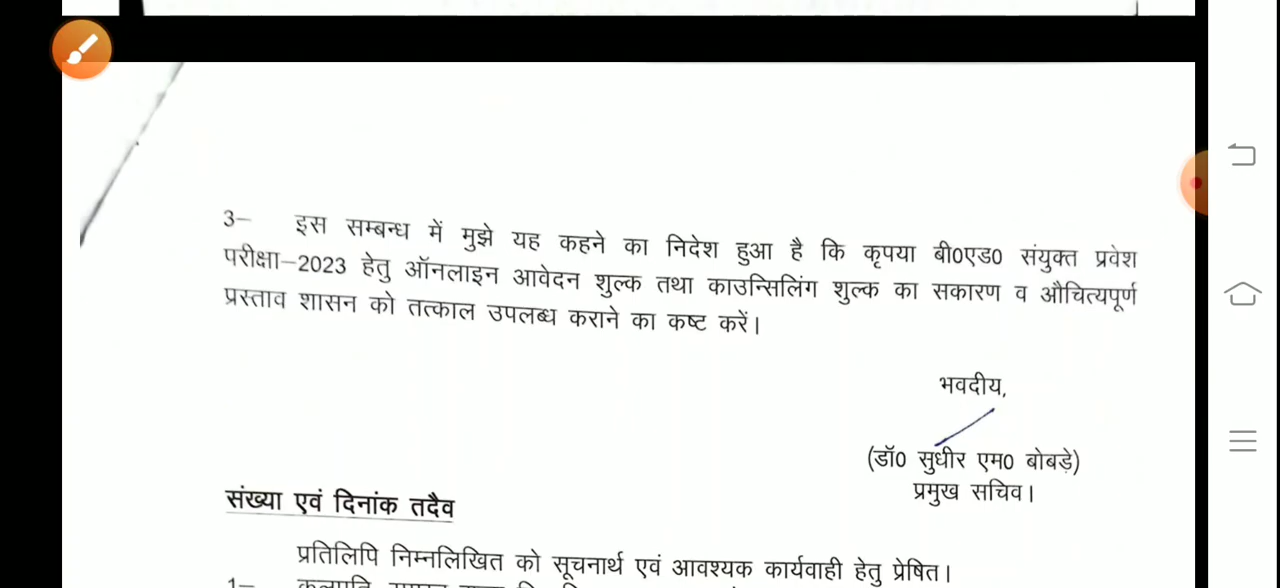 3– इस सम्बन्ध में मुझे यह कहने का निदेश हुआ है कि कृपया बी0एड0 संयुक्त प्रवेश
परीक्षा–2023 हेतु ऑनलाइन आवेदन शुल्क तथा काउन्सिलिंग शुल्क का सकारण व औचित्यपूर्ण
प्रस्ताव शासन को तत्काल उपलब्ध कराने का कष्ट करें।
भवदीय,
(डॉ0 सुधीर एम0 बोबड़े)
प्रमुख सचिव।
संख्या एवं दिनांक तदैव
प्रतिलिपि निम्नलिखित को सूचनार्थ एवं आवश्यक कार्यवाही हेतु प्रेषित।
1– कुलपति,